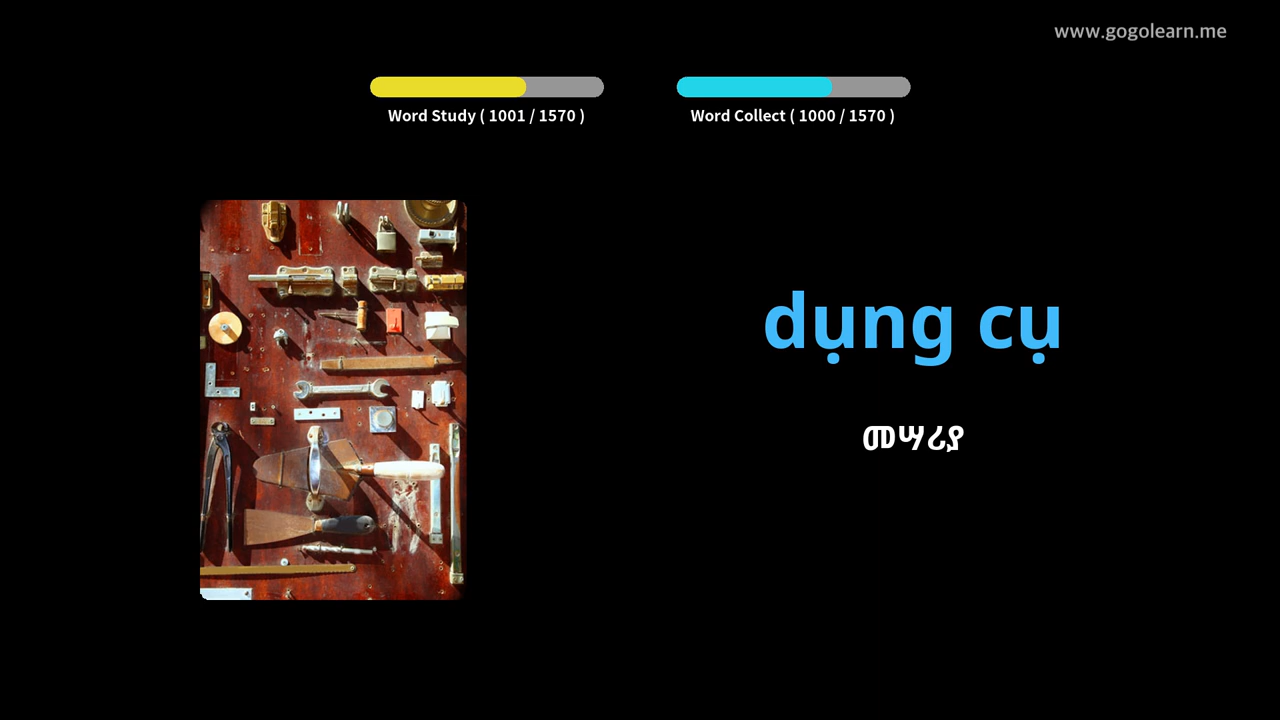 www.gogolearn.me
Word Study ( 1001 / 1570 )
Word Collect ( 1000 / 1570 )
dụng cụ
መሣሪያ